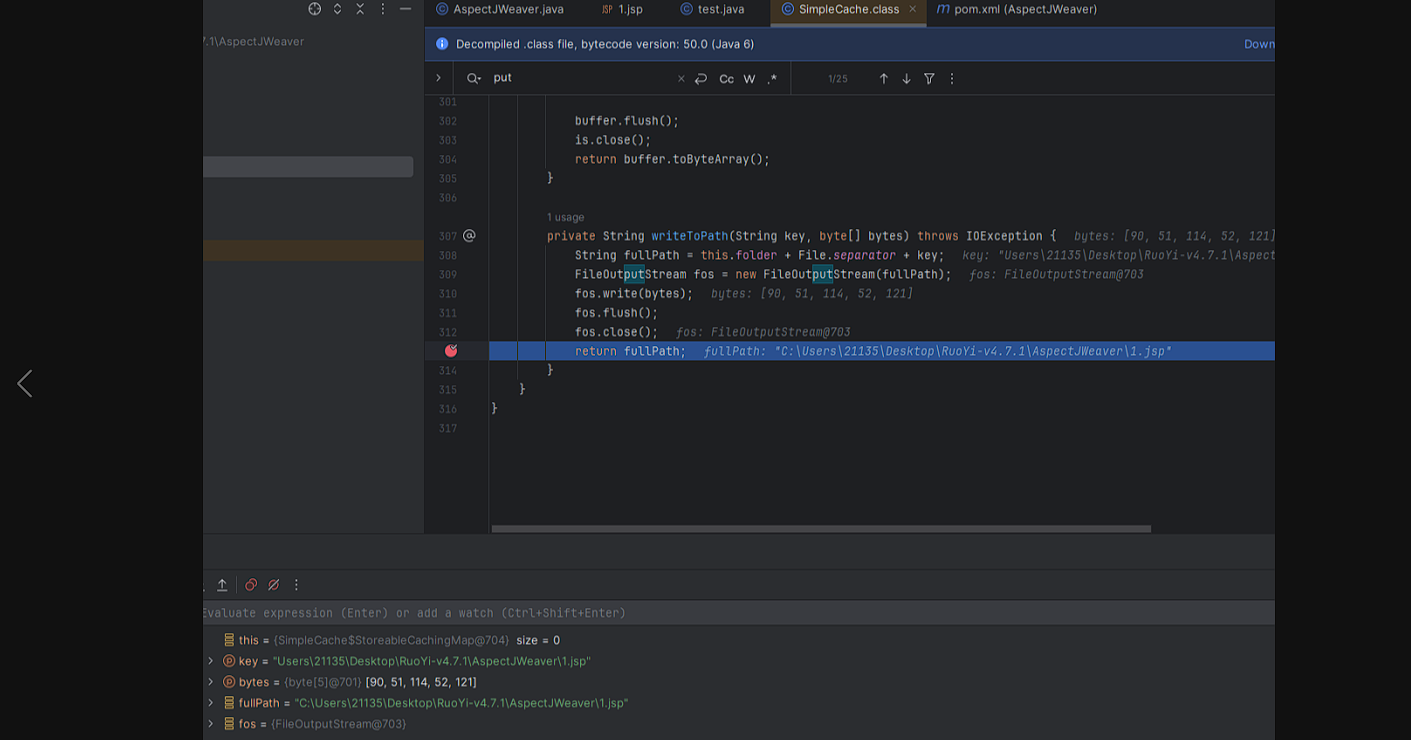 AspectJWeaver.java JSP 1.jsp test.java SimpleCache.class pom.xml (AspectJWeaver)
7.1\AspectJWeaver
Decompiled .class file, bytecode version: 50.0 (Java 6) Down
put Cc W .* 1/25
301
302 buffer.flush();
303 is.close();
304 return buffer.toByteArray();
305 }
306
1 usage
307 @ private String writeToPath(String key, byte[] bytes) throws IOException { bytes: [90, 51, 114, 52, 121]
308 String fullPath = this.folder + File.separator + key; key: "Users\21135\Desktop\RuoYi-v4.7.1\Aspect
309 FileOutputStream fos = new FileOutputStream(fullPath); fos: FileOutputStream@703
310 fos.write(bytes); bytes: [90, 51, 114, 52, 121]
311 fos.flush();
312 fos.close(); fos: FileOutputStream@703
return fullPath; fullPath: "C:\Users\21135\Desktop\RuoYi-v4.7.1\AspectJWeaver\1.jsp"
314 }
315 }
316 }
317
Evaluate expression (Enter) or add a watch (Ctrl+Shift+Enter)
this = {SimpleCache$StoreableCachingMap@704} size = 0
key = "Users\21135\Desktop\RuoYi-v4.7.1\AspectJWeaver\1.jsp"
bytes = {byte[5]@701} [90, 51, 114, 52, 121]
fullPath = "C:\Users\21135\Desktop\RuoYi-v4.7.1\AspectJWeaver\1.jsp"
fos = {FileOutputStream@703}